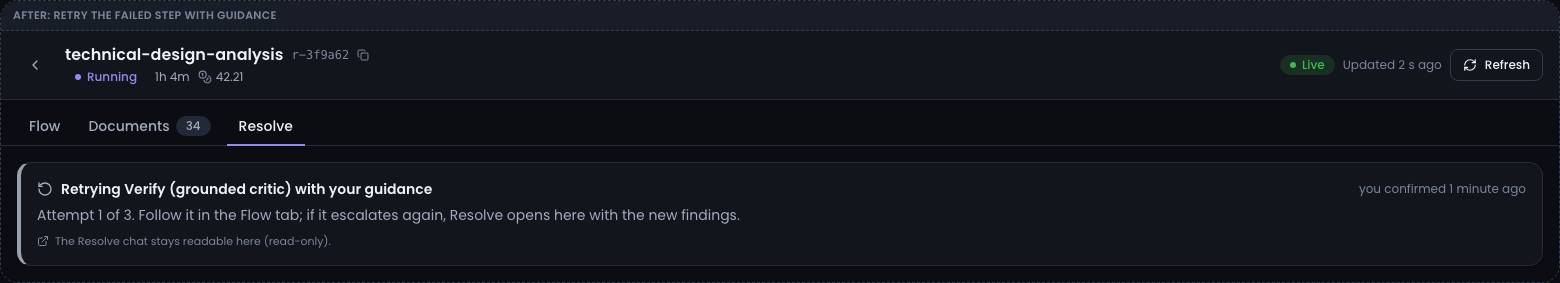 AFTER: RETRY THE FAILED STEP WITH GUIDANCE
technical-design-analysis r-3f9a62
Running 1h 4m 42.21
Live Updated 2 s ago Refresh
Flow Documents 34 Resolve
Retrying Verify (grounded critic) with your guidance you confirmed 1 minute ago
Attempt 1 of 3. Follow it in the Flow tab; if it escalates again, Resolve opens here with the new findings.
The Resolve chat stays readable here (read-only).